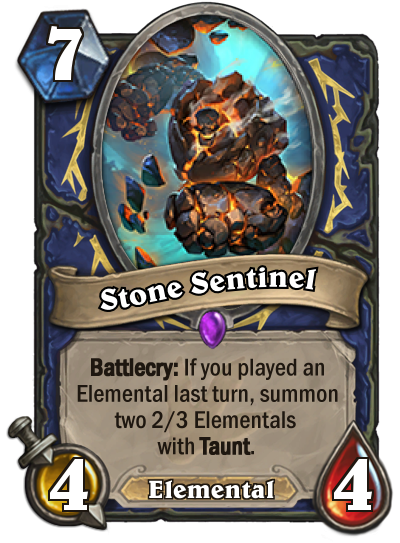 7
Stone Sentinel
Battlecry: If you played an
Elemental last turn, summon
two 2/3 Elementals
with Taunt.
4
Elemental
4